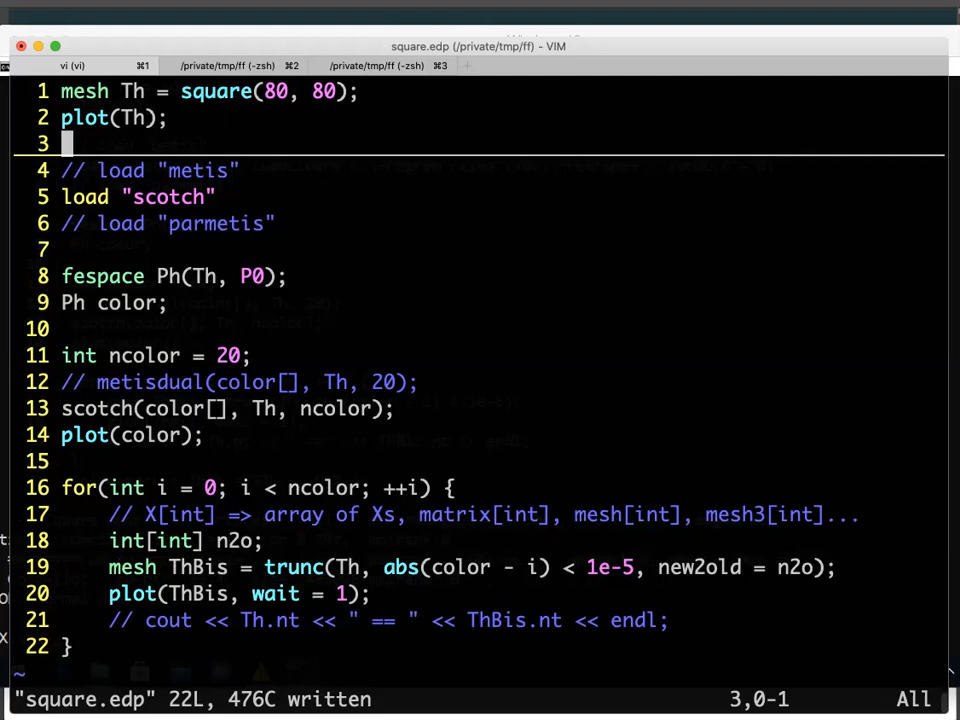 square.edp (/private/tmp/ff) - VIM
vi (vi) ⌘1 /private/tmp/ff (-zsh) ⌘2 /private/tmp/ff (-zsh) ⌘3 +
1 mesh Th = square(80, 80);
2 plot(Th);
3
4 // load "metis"
5 load "scotch"
6 // load "parmetis"
7
8 fespace Ph(Th, P0);
9 Ph color;
10
11 int ncolor = 20;
12 // metisdual(color[], Th, 20);
13 scotch(color[], Th, ncolor);
14 plot(color);
15
16 for(int i = 0; i < ncolor; ++i) {
17     // X[int] => array of Xs, matrix[int], mesh[int], mesh3[int]...
18     int[int] n2o;
19     mesh ThBis = trunc(Th, abs(color - i) < 1e-5, new2old = n2o);
20     plot(ThBis, wait = 1);
21     // cout << Th.nt << " == " << ThBis.nt << endl;
22 }
~
"square.edp" 22L, 476C written 3,0-1 All